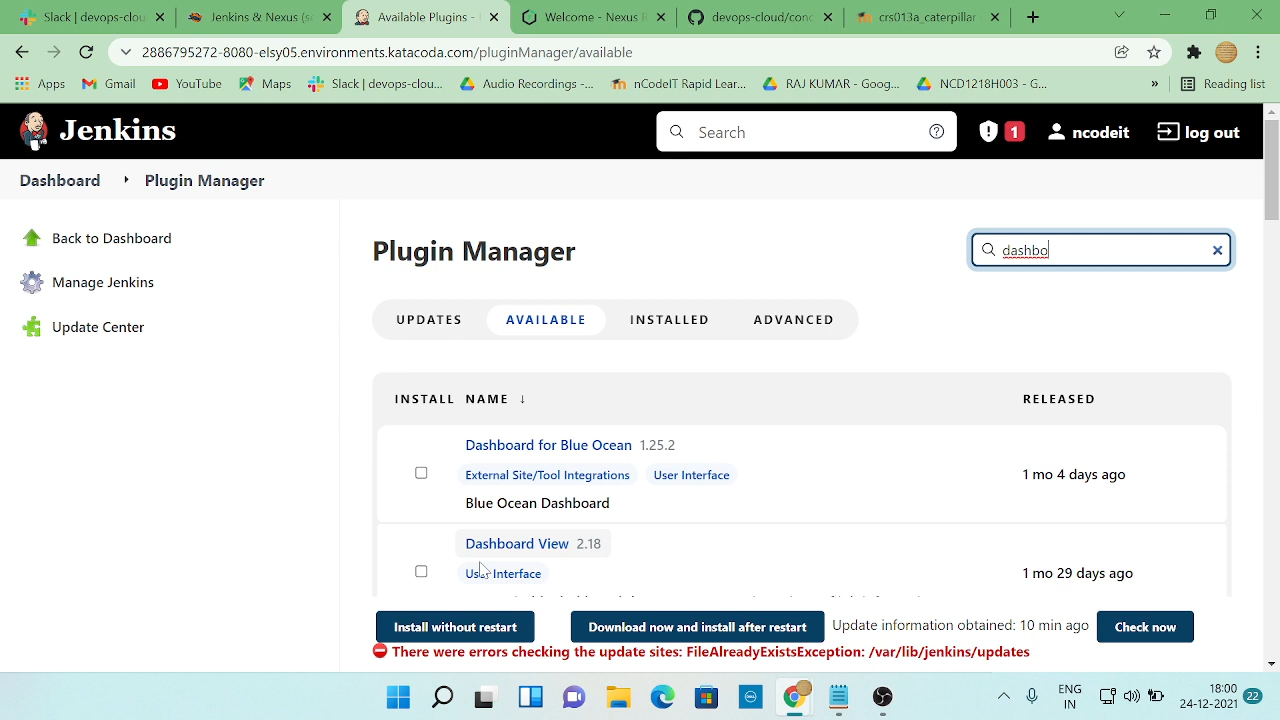 Slack | devops-clou
Jenkins & Nexus (so
Available Plugins -
Welcome - Nexus R
devops-cloud/conc
crs013a_caterpillar
2886795272-8080-elsy05.environments.katacoda.com/pluginManager/available
Apps
Gmail
YouTube
Maps
Slack | devops-clou...
Audio Recordings -...
nCodeIT Rapid Lear...
RAJ KUMAR - Goog...
NCD1218H003 - G...
»
Reading list
Jenkins
Search
1
ncodeit
log out
Dashboard
Plugin Manager
Back to Dashboard
Manage Jenkins
Update Center
Plugin Manager
dashbo
UPDATES
AVAILABLE
INSTALLED
ADVANCED
INSTALL NAME ↓ RELEASED
Dashboard for Blue Ocean 1.25.2
External Site/Tool Integrations User Interface
1 mo 4 days ago
Blue Ocean Dashboard
Dashboard View 2.18
User Interface
1 mo 29 days ago
Install without restart
Download now and install after restart
Update information obtained: 10 min ago
Check now
There were errors checking the update sites: FileAlreadyExistsException: /var/lib/jenkins/updates
DELL
ENG
IN
18:00
24-12-2021
22